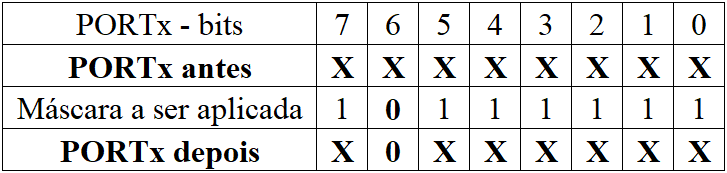 PORTx - bits 7 6 5 4 3 2 1 0
PORTx antes X X X X X X X X
Máscara a ser aplicada 1 0 1 1 1 1 1 1
PORTx depois X 0 X X X X X X